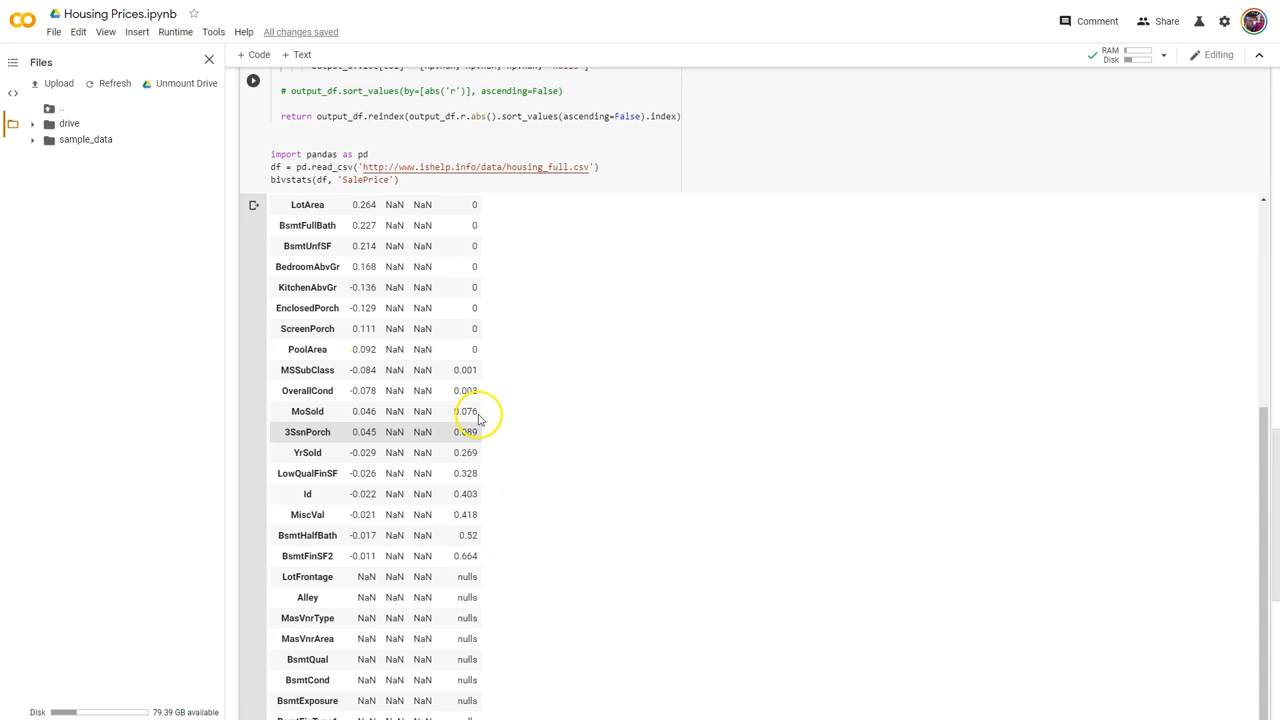 Housing Prices.ipynb
File Edit View Insert Runtime Tools Help All changes saved
Comment Share
Files
+ Code + Text
RAM
Disk
Editing
Upload Refresh Unmount Drive
..
drive
sample_data
# output_df.sort_values(by=[abs('r')], ascending=False)
return output_df.reindex(output_df.r.abs().sort_values(ascending=False).index)
import pandas as pd
df = pd.read_csv('http://www.ishelp.info/data/housing_full.csv')
bivstats(df, 'SalePrice')
LotArea 0.264 NaN NaN 0
BsmtFullBath 0.227 NaN NaN 0
BsmtUnfSF 0.214 NaN NaN 0
BedroomAbvGr 0.168 NaN NaN 0
KitchenAbvGr -0.136 NaN NaN 0
EnclosedPorch -0.129 NaN NaN 0
ScreenPorch 0.111 NaN NaN 0
PoolArea 0.092 NaN NaN 0
MSSubClass -0.084 NaN NaN 0.001
OverallCond -0.078 NaN NaN 0.003
MoSold 0.046 NaN NaN 0.076
3SsnPorch 0.045 NaN NaN 0.089
YrSold -0.029 NaN NaN 0.269
LowQualFinSF -0.026 NaN NaN 0.328
Id -0.022 NaN NaN 0.403
MiscVal -0.021 NaN NaN 0.418
BsmtHalfBath -0.017 NaN NaN 0.52
BsmtFinSF2 -0.011 NaN NaN 0.664
LotFrontage NaN NaN NaN nulls
Alley NaN NaN NaN nulls
MasVnrType NaN NaN NaN nulls
MasVnrArea NaN NaN NaN nulls
BsmtQual NaN NaN NaN nulls
BsmtCond NaN NaN NaN nulls
BsmtExposure NaN NaN NaN nulls
Disk 79.39 GB available